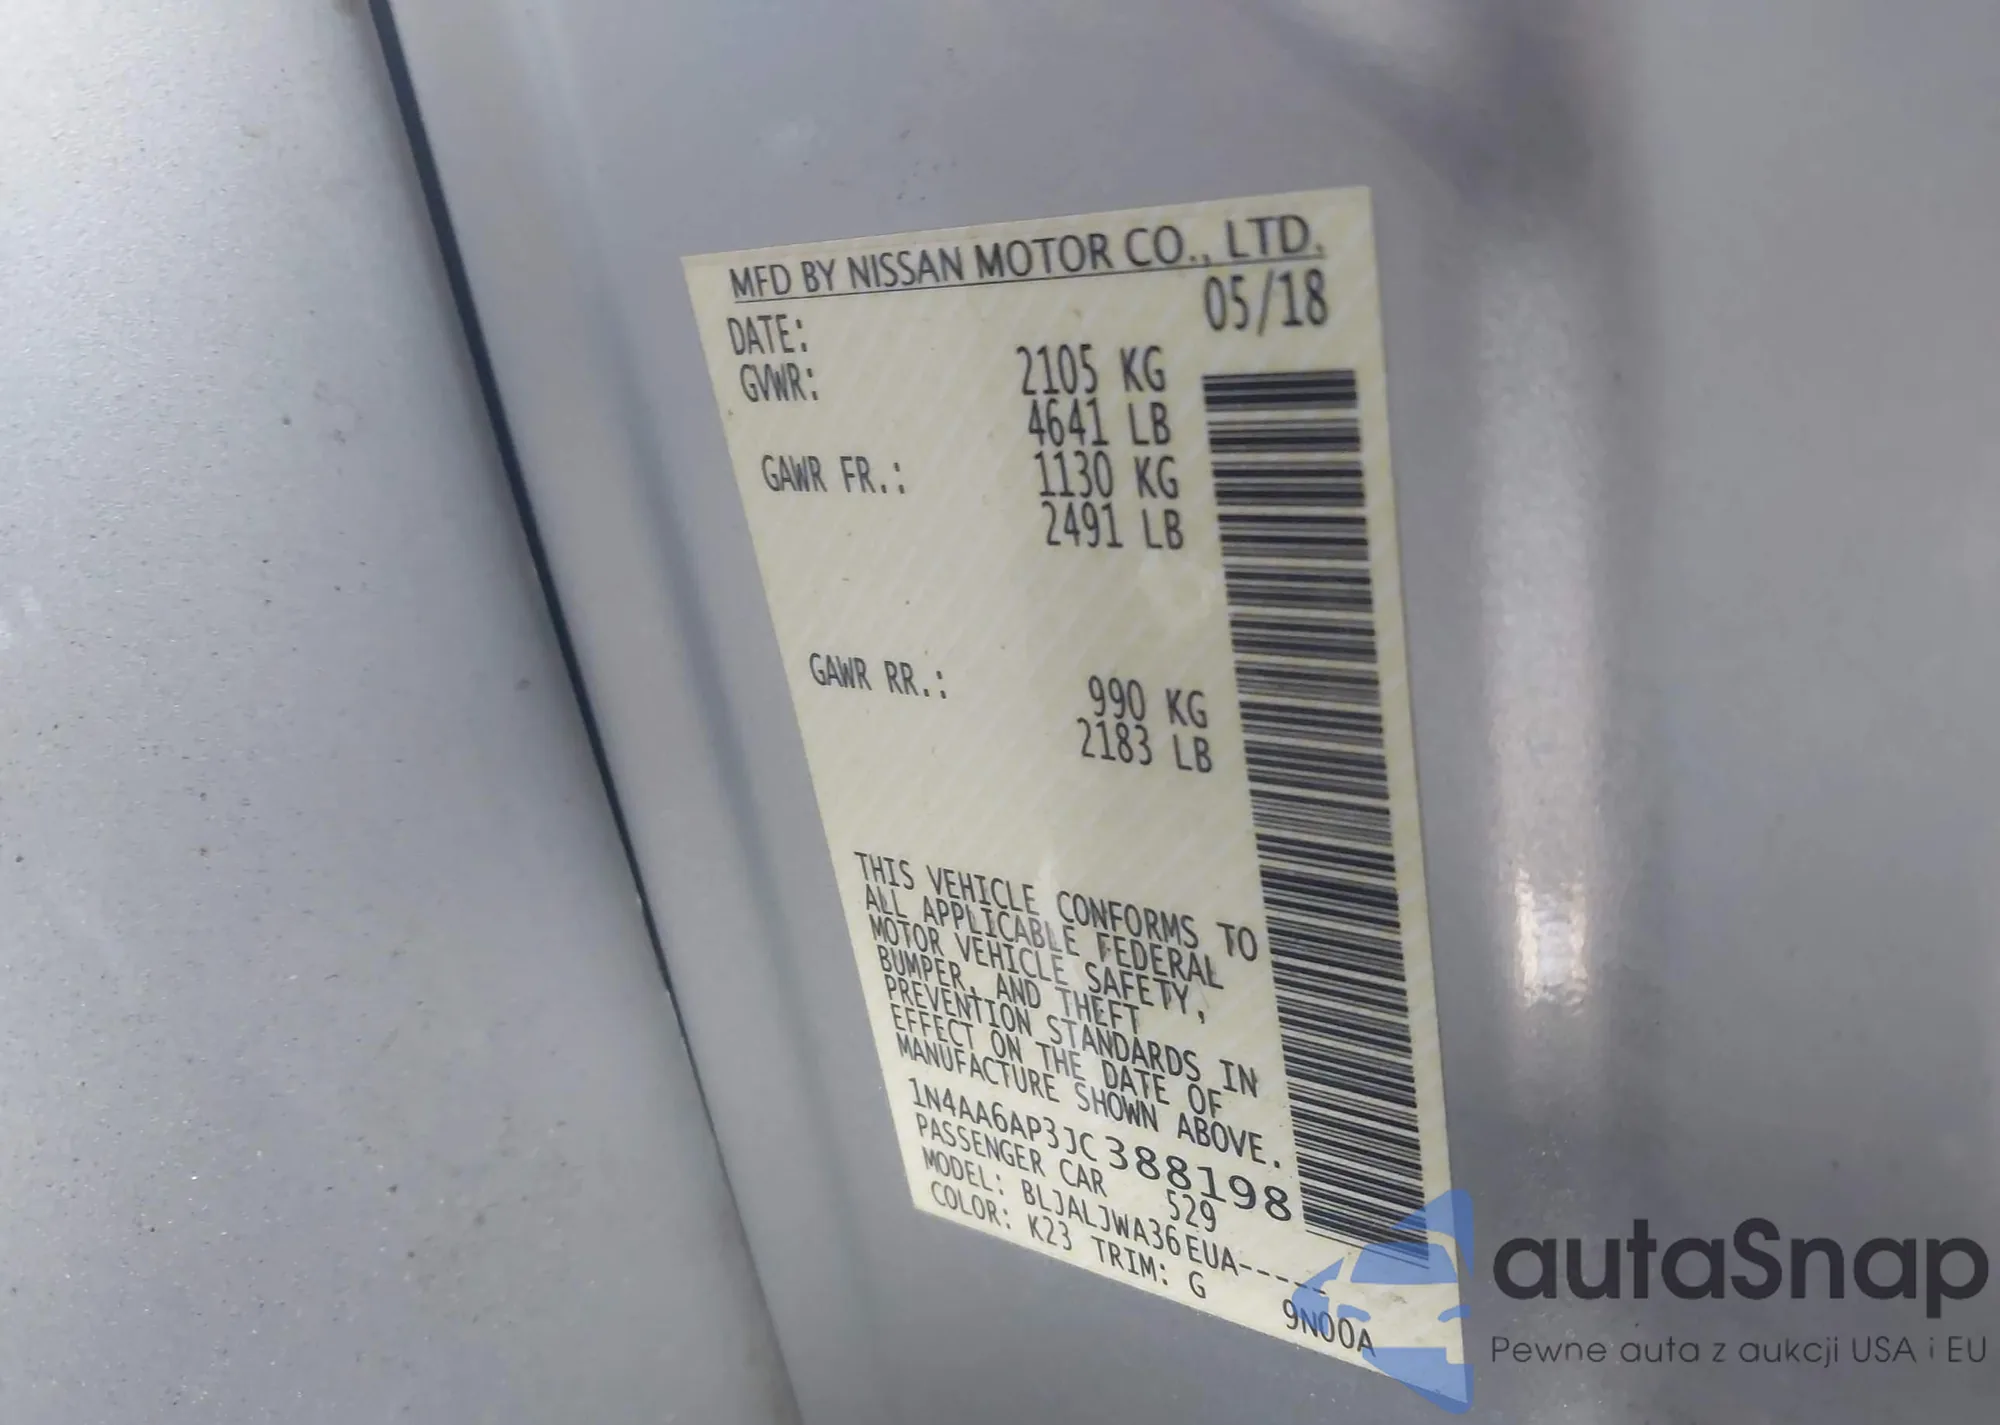 MFD BY NISSAN MOTOR CO., LTD.
DATE: 05/18
GVWR: 2105 KG
4641 LB
GAWR FR.: 1130 KG
2491 LB
GAWR RR.: 990 KG
2183 LB
THIS VEHICLE CONFORMS TO
ALL APPLICABLE FEDERAL
MOTOR VEHICLE SAFETY,
BUMPER, AND THEFT
PREVENTION STANDARDS IN
EFFECT ON THE DATE OF
MANUFACTURE SHOWN ABOVE.
1N4AA6AP3JC388198
PASSENGER CAR 529
MODEL: BLJALJWA36EUA-----
COLOR: K23 TRIM: G 9N00A
autaSnap
Pewne auta z aukcji USA i EU